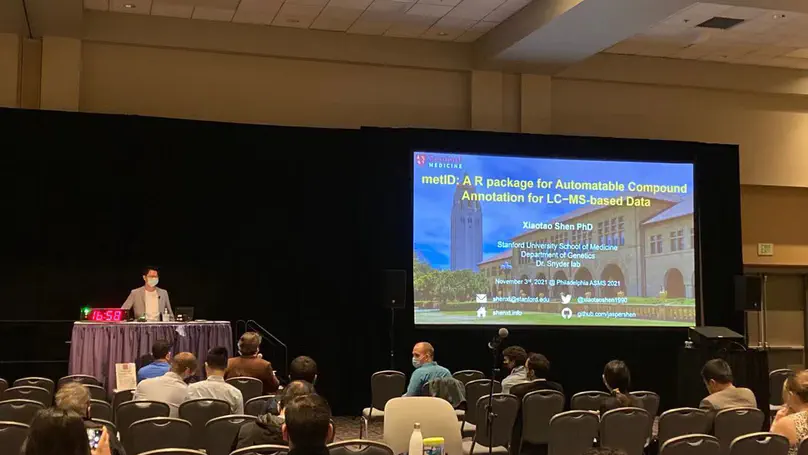 MEDICINE
metID: A R package for Automatable Compound
Annotation for LC-MS-based Data
Xiaotao Shen PhD
Stanford University School of Medicine
Department of Genetics
Dr. Snyder lab
November 3rd, 2021 @ Philadelphia ASMS 2021
shenxt@stanford.edu @xiaotaoshen1990
shenxt.info github.com/jaspershen
16:58